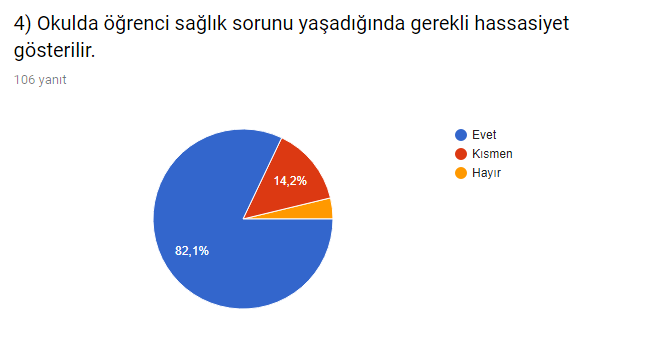 4) Okulda öğrenci sağlık sorunu yaşadığında gerekli hassasiyet
gösterilir.
106 yanıt
Evet
Kısmen
Hayır
14,2%
82,1%